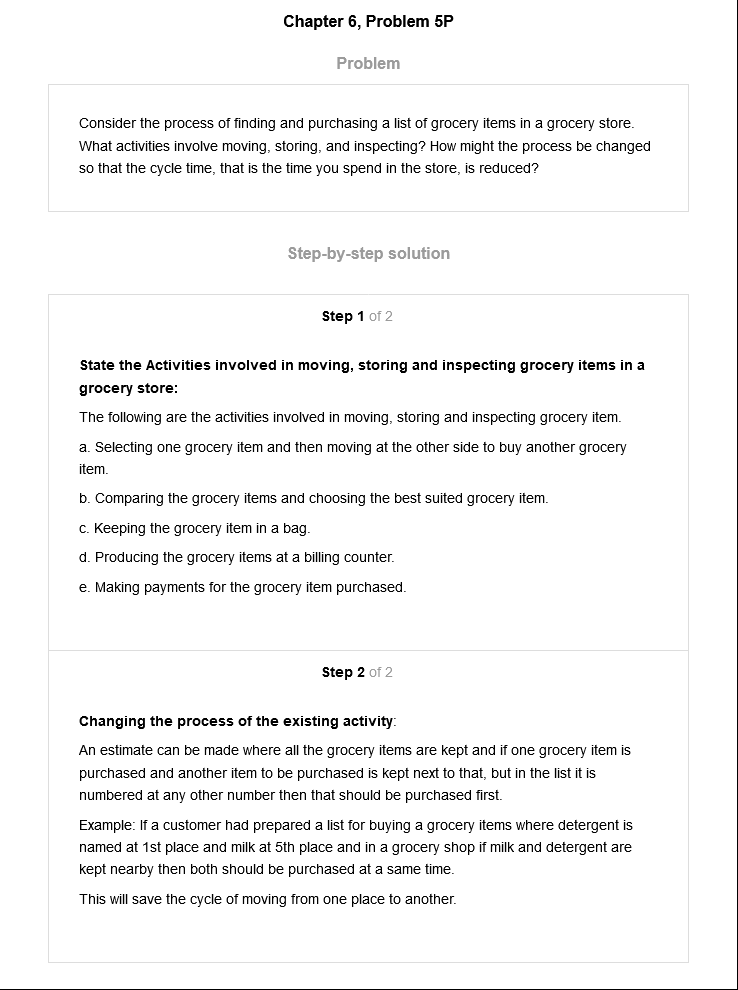 Chapter 6, Problem 5P
Problem
Consider the process of finding and purchasing a list of grocery items in a grocery store.
What activities involve moving, storing, and inspecting? How might the process be changed
so that the cycle time, that is the time you spend in the store, is reduced?
Step-by-step solution
Step 1 of 2
State the Activities involved in moving, storing and inspecting grocery items in a
grocery store:
The following are the activities involved in moving, storing and inspecting grocery item.
a. Selecting one grocery item and then moving at the other side to buy another grocery
item.
b. Comparing the grocery items and choosing the best suited grocery item.
c. Keeping the grocery item in a bag.
d. Producing the grocery items at a billing counter.
e. Making payments for the grocery item purchased.
Step 2 of 2
Changing the process of the existing activity:
An estimate can be made where all the grocery items are kept and if one grocery item is
purchased and another item to be purchased is kept next to that, but in the list it is
numbered at any other number then that should be purchased first.
Example: If a customer had prepared a list for buying a grocery items where detergent is
named at 1st place and milk at 5th place and in a grocery shop if milk and detergent are
kept nearby then both should be purchased at a same time.
This will save the cycle of moving from one place to another.